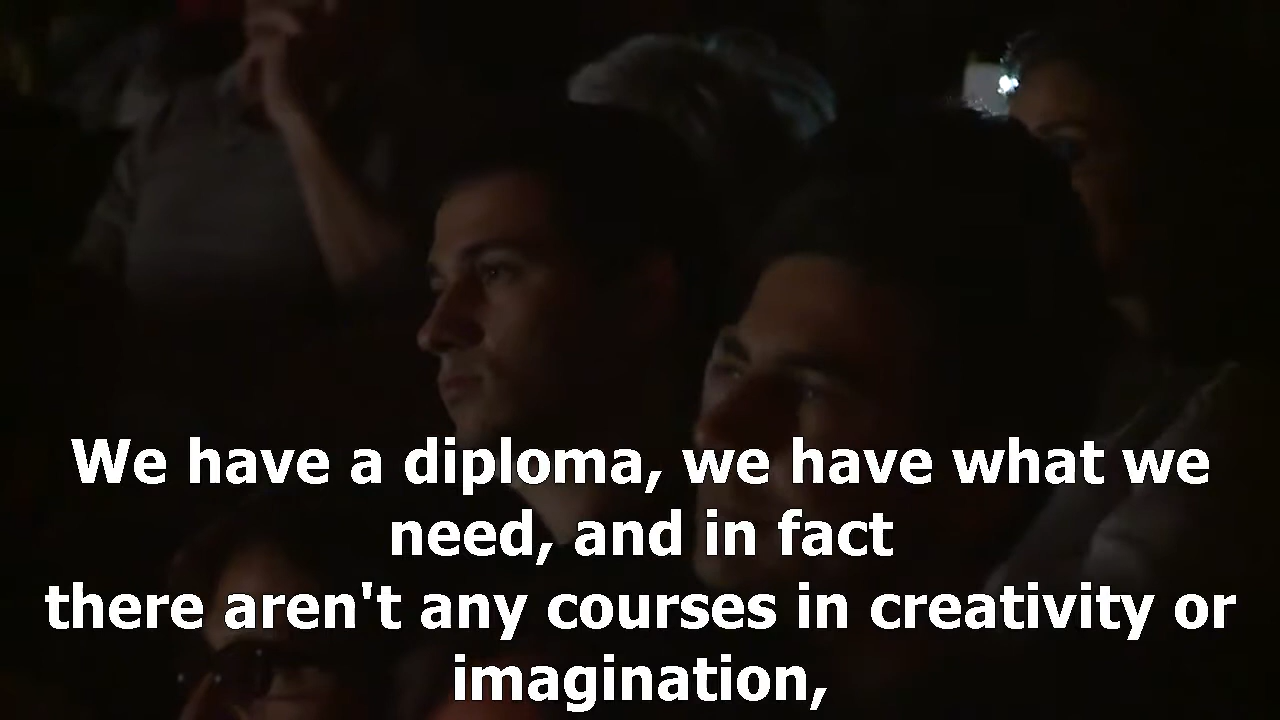 We have a diploma, we have what we
need, and in fact
there aren't any courses in creativity or
imagination,